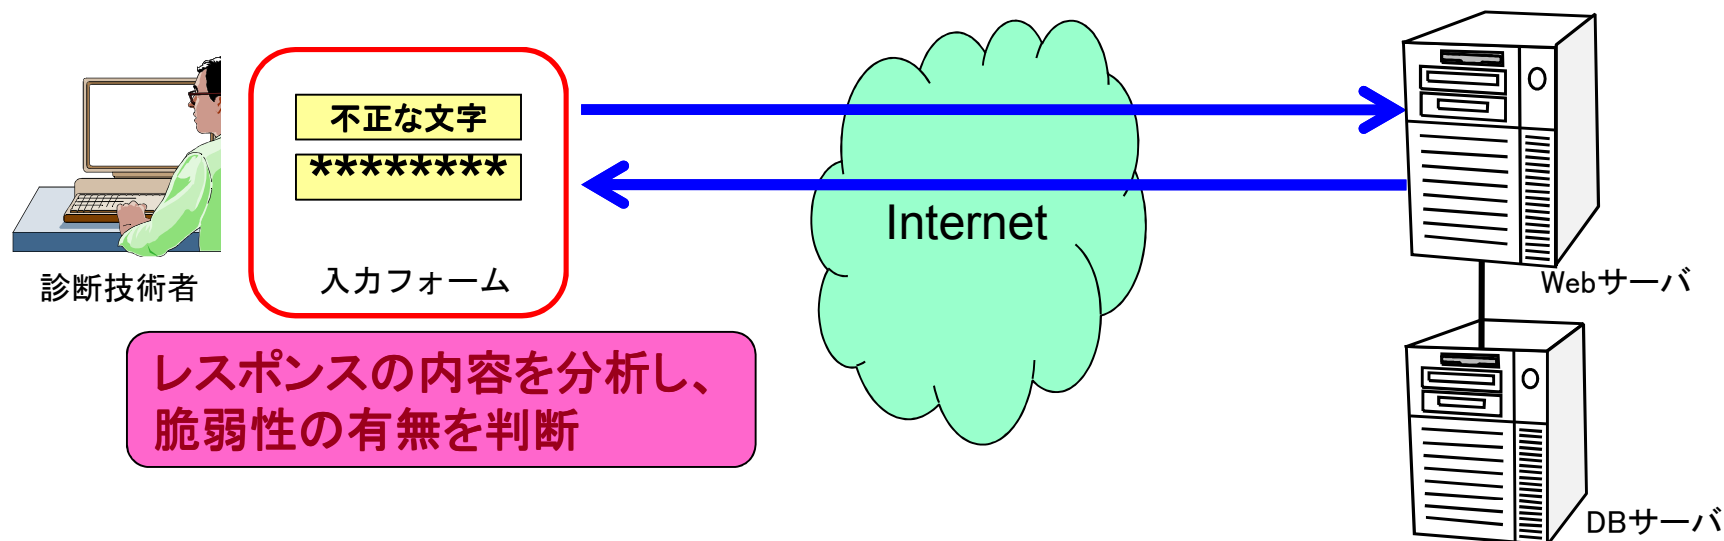 不正な文字
********
Internet
診断技術者
入力フォーム
Webサーバ
レスポンスの内容を分析し、
脆弱性の有無を判断
DBサーバ